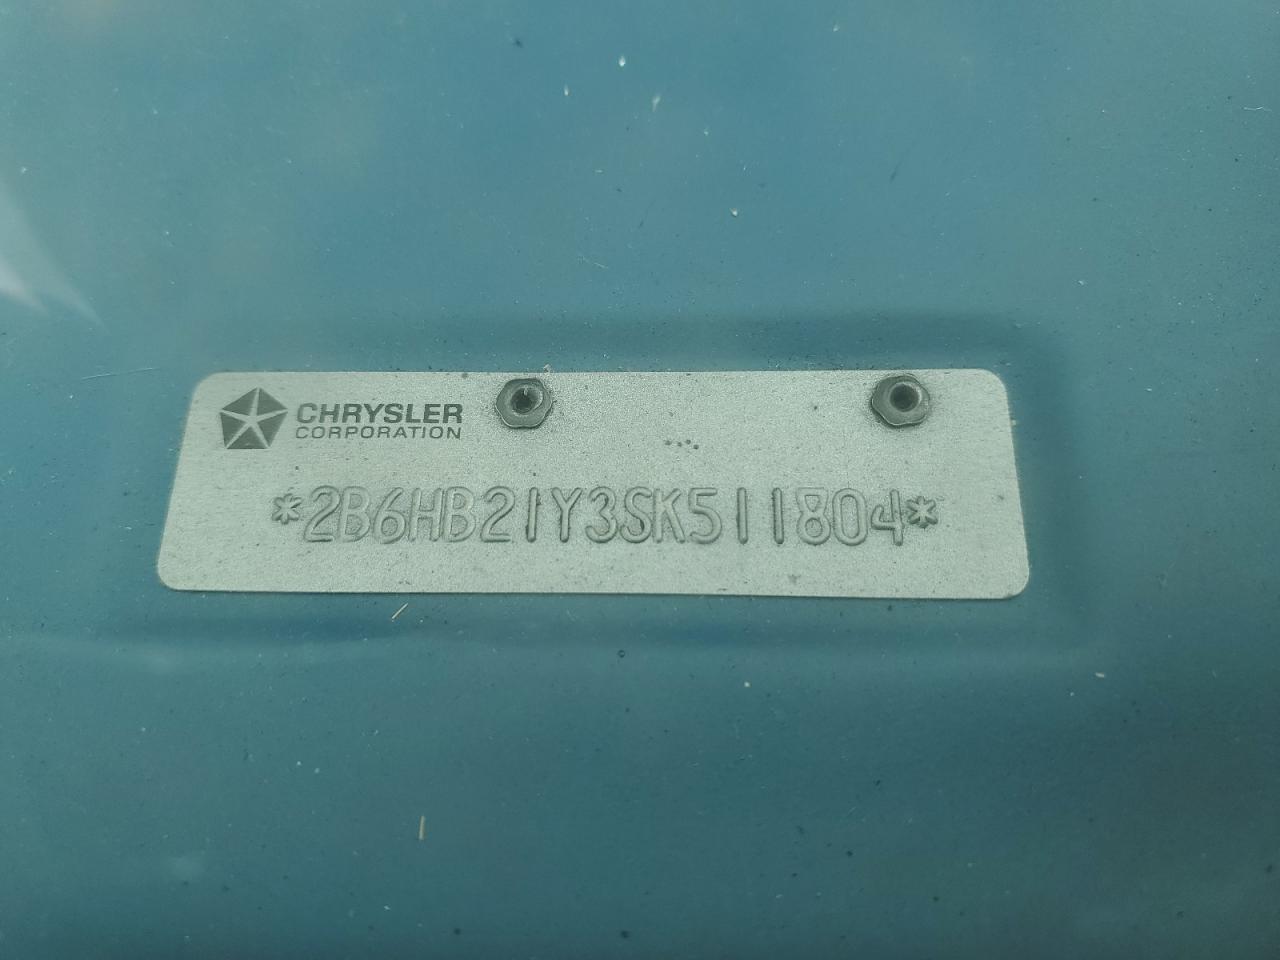 CHRYSLER
CORPORATION
*2B6HB21Y3SK511804*